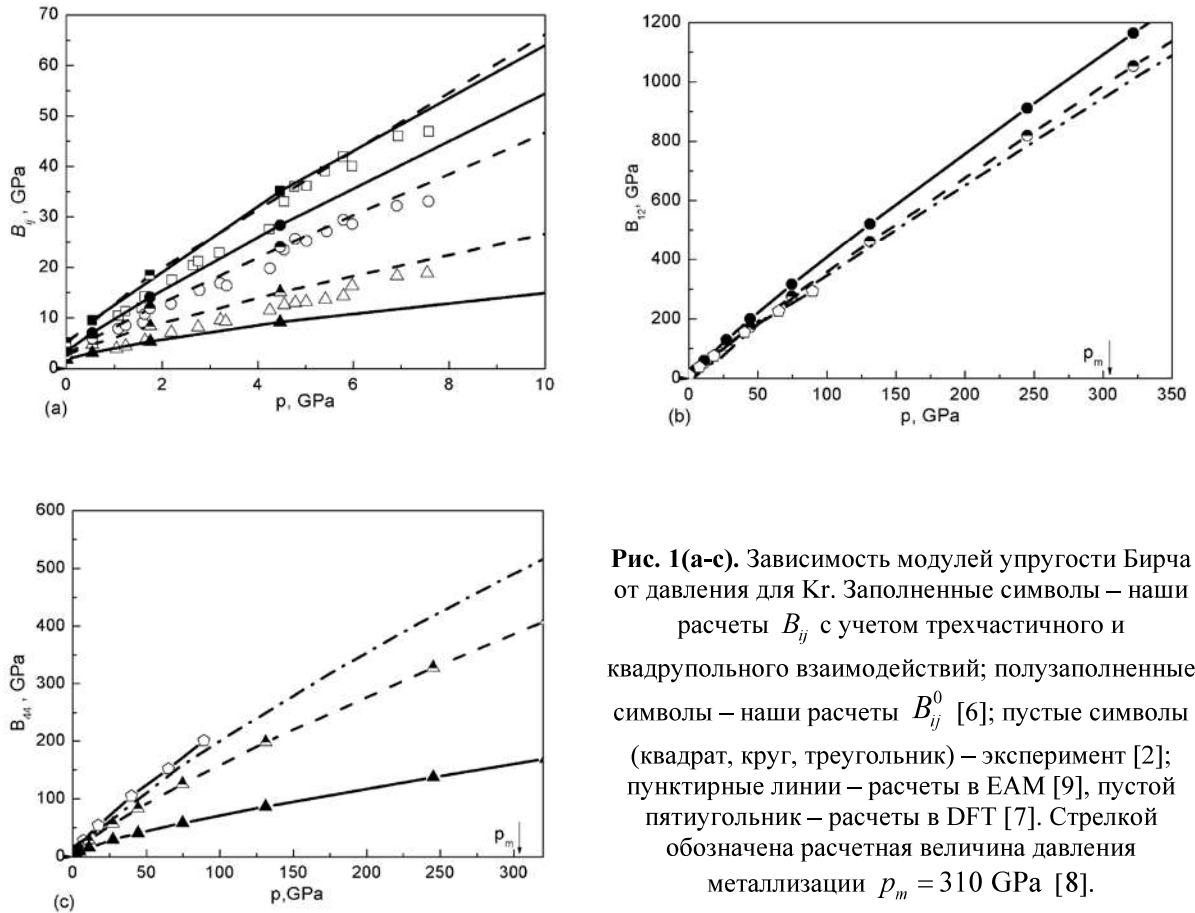 70
60
50
40
30
20
10
0
B_ij, GPa
0
2
4
6
8
10
p, GPa
(a)
1200
1000
800
600
400
200
0
B_12, GPa
0
50
100
150
200
250
300
350
p_m
p, GPa
(b)
600
500
400
300
200
100
0
B_44, GPa
0
50
100
150
200
250
300
p_m
p,GPa
(c)
Рис. 1(a-c). Зависимость модулей упругости Бирча
от давления для Kr. Заполненные символы – наши
расчеты B_ij с учетом трехчастичного и
квадрупольного взаимодействий; полузаполненные
символы – наши расчеты B_ij^0 [6]; пустые символы
(квадрат, круг, треугольник) – эксперимент [2];
пунктирные линии – расчеты в EAM [9], пустой
пятиугольник – расчеты в DFT [7]. Стрелкой
обозначена расчетная величина давления
металлизации p_m = 310 GPa [8].